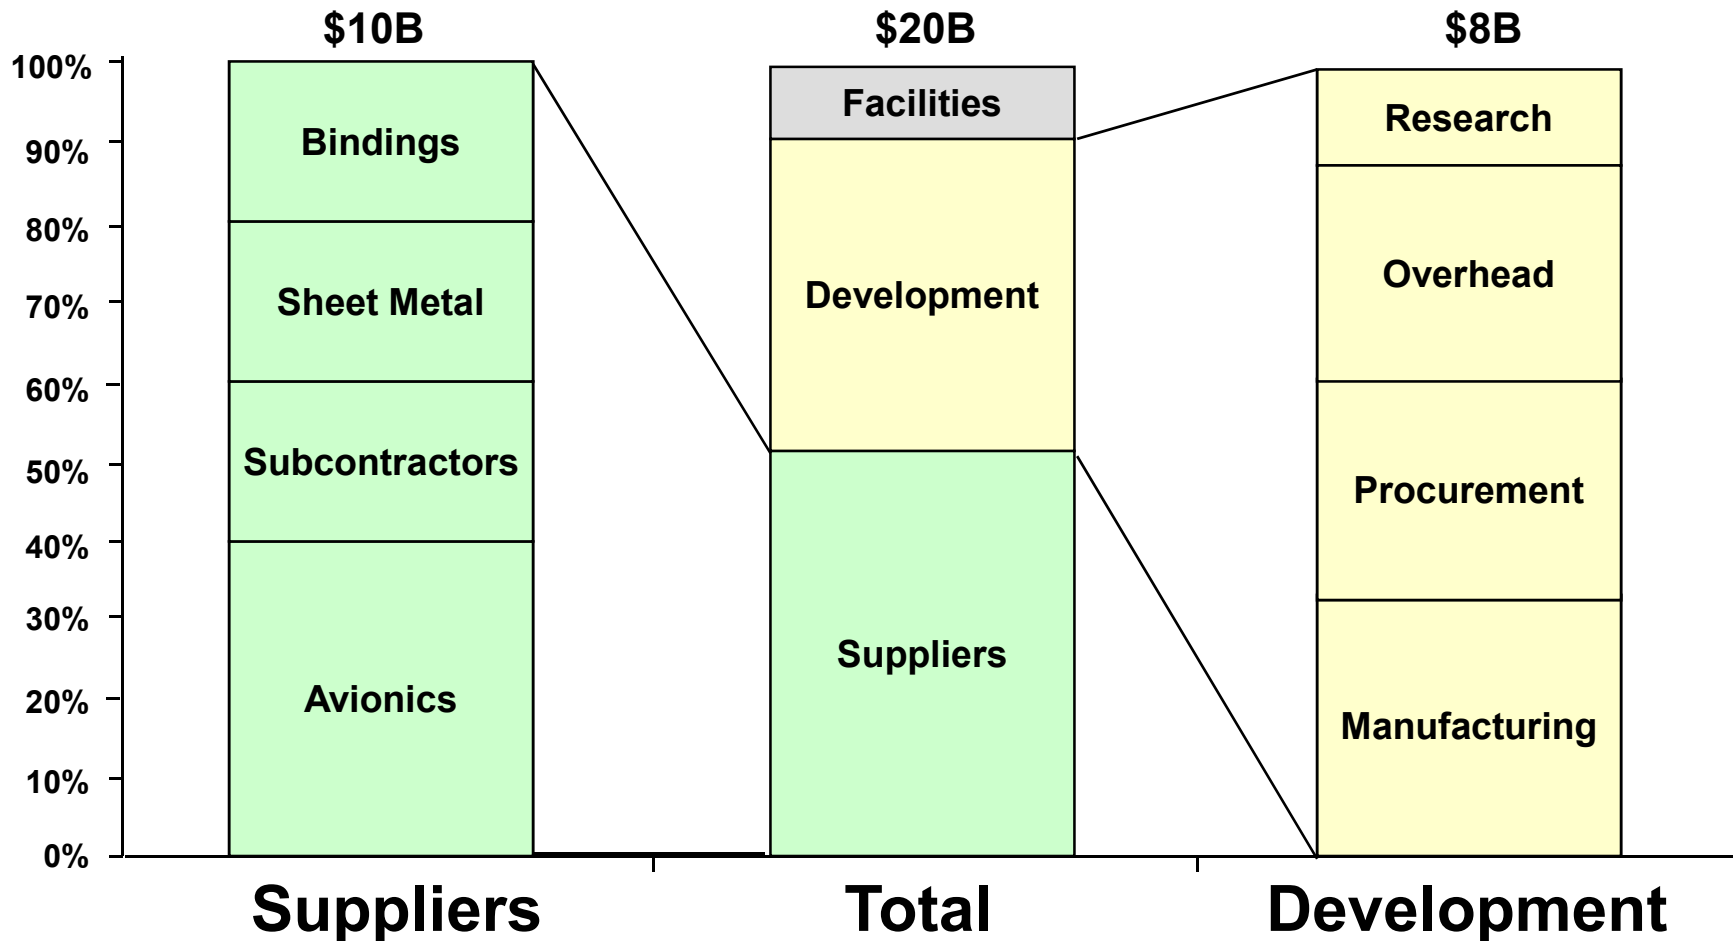 $10B
$20B
$8B
100%
90%
80%
70%
60%
50%
40%
30%
20%
10%
0%
Bindings
Sheet Metal
Subcontractors
Avionics
Facilities
Development
Suppliers
Research
Overhead
Procurement
Manufacturing
Suppliers
Total
Development